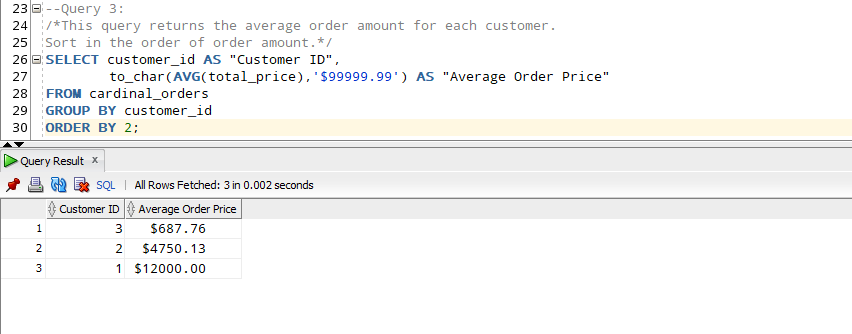 23 --Query 3:
24 /*This query returns the average order amount for each customer.
25 Sort in the order of order amount.*/
26 SELECT customer_id AS "Customer ID",
27 to_char(AVG(total_price),'$99999.99') AS "Average Order Price"
28 FROM cardinal_orders
29 GROUP BY customer_id
30 ORDER BY 2;
Query Result x
SQL | All Rows Fetched: 3 in 0.002 seconds
Customer ID Average Order Price
1 3 $687.76
2 2 $4750.13
3 1 $12000.00